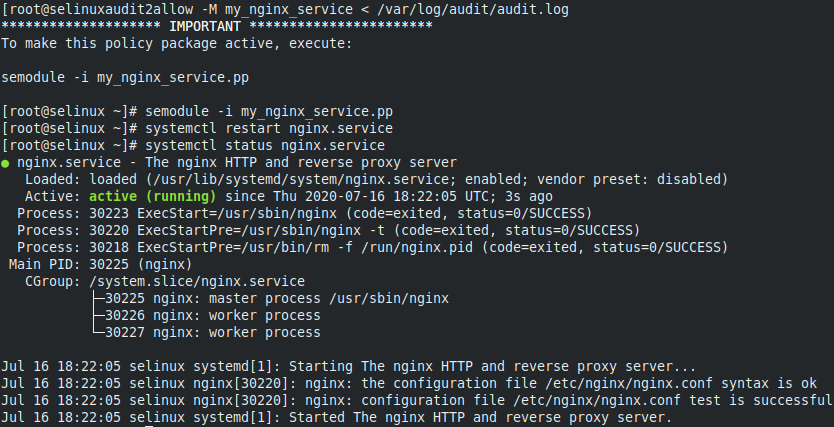 [root@selinuxaudit2allow -M my_nginx_service < /var/log/audit/audit.log
******************** IMPORTANT ***********************
To make this policy package active, execute:

semodule -i my_nginx_service.pp

[root@selinux ~]# semodule -i my_nginx_service.pp
[root@selinux ~]# systemctl restart nginx.service
[root@selinux ~]# systemctl status nginx.service
● nginx.service - The nginx HTTP and reverse proxy server
   Loaded: loaded (/usr/lib/systemd/system/nginx.service; enabled; vendor preset: disabled)
   Active: active (running) since Thu 2020-07-16 18:22:05 UTC; 3s ago
  Process: 30223 ExecStart=/usr/sbin/nginx (code=exited, status=0/SUCCESS)
  Process: 30220 ExecStartPre=/usr/sbin/nginx -t (code=exited, status=0/SUCCESS)
  Process: 30218 ExecStartPre=/usr/bin/rm -f /run/nginx.pid (code=exited, status=0/SUCCESS)
 Main PID: 30225 (nginx)
   CGroup: /system.slice/nginx.service
           ├─30225 nginx: master process /usr/sbin/nginx
           ├─30226 nginx: worker process
           └─30227 nginx: worker process

Jul 16 18:22:05 selinux systemd[1]: Starting The nginx HTTP and reverse proxy server...
Jul 16 18:22:05 selinux nginx[30220]: nginx: the configuration file /etc/nginx/nginx.conf syntax is ok
Jul 16 18:22:05 selinux nginx[30220]: nginx: configuration file /etc/nginx/nginx.conf test is successful
Jul 16 18:22:05 selinux systemd[1]: Started The nginx HTTP and reverse proxy server.